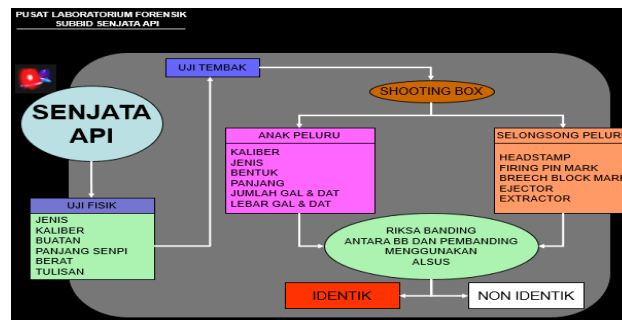 PUSAT LABORATORIUM FORENSIK
SUBBID SENJATA API
SENJATA
API
UJI FISIK
JENIS
KALIBER
BUATAN
PANJANG SENPI
BERAT
TULISAN
UJI TEMBAK
SHOOTING BOX
ANAK PELURU
KALIBER
JENIS
BENTUK
PANJANG
JUMLAH GAL & DAT
LEBAR GAL & DAT
SELONGSONG PELUR
HEADSTAMP
FIRING PIN MARK
BREECH BLOCK MARK
EJECTOR
EXTRACTOR
RIKSA BANDING
ANTARA BB DAN PEMBANDING
MENGGUNAKAN
ALSUS
IDENTIK
NON IDENTIK